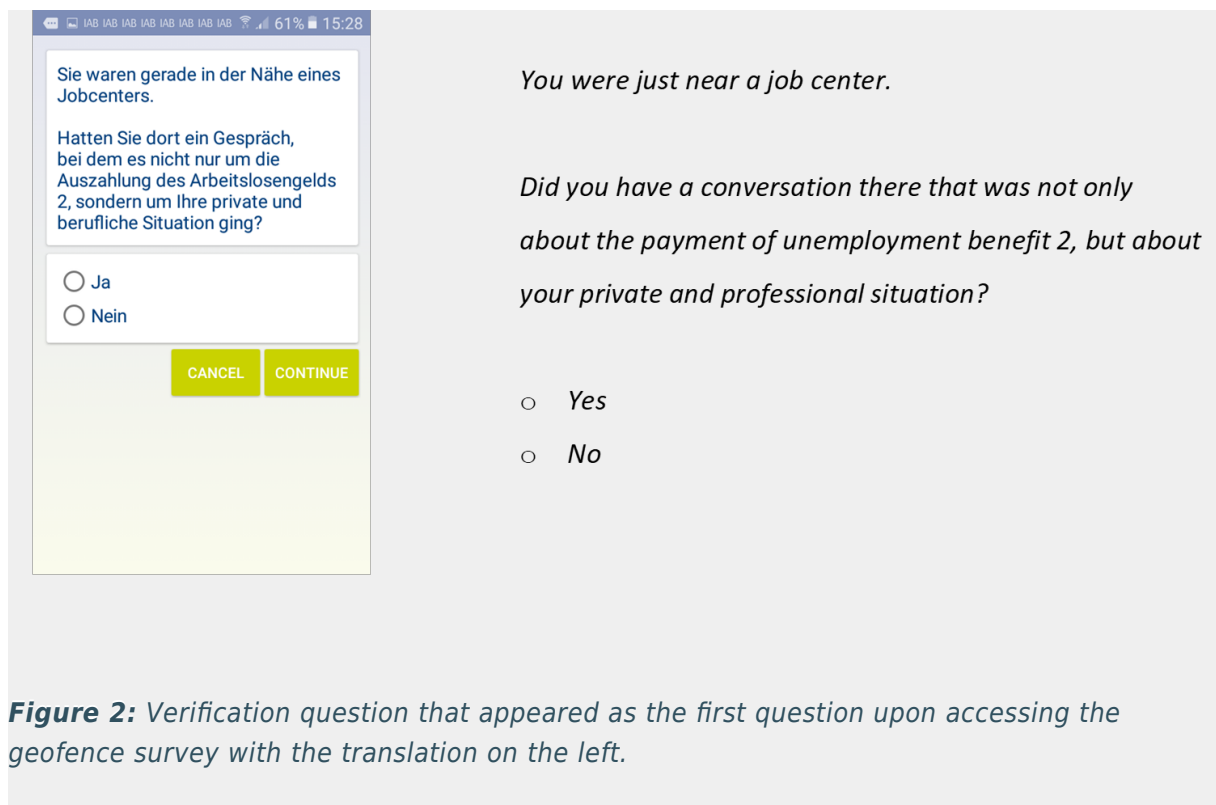 IAB IAB IAB IAB IAB IAB IAB IAB 61% 15:28
Sie waren gerade in der Nähe eines
Jobcenters.
Hatten Sie dort ein Gespräch,
bei dem es nicht nur um die
Auszahlung des Arbeitslosengelds
2, sondern um Ihre private und
berufliche Situation ging?
Ja
Nein
CANCEL CONTINUE
You were just near a job center.
Did you have a conversation there that was not only
about the payment of unemployment benefit 2, but about
your private and professional situation?
o Yes
o No
Figure 2: Verification question that appeared as the first question upon accessing the
geofence survey with the translation on the left.